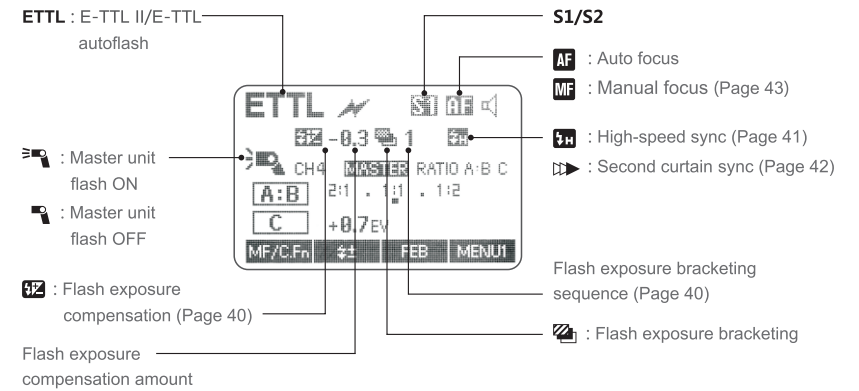 ETTL : E-TTL II/E-TTL
autoflash
S1/S2
AF : Auto focus
MF : Manual focus (Page 43)
H : High-speed sync (Page 41)
: Second curtain sync (Page 42)
: Master unit
flash ON
: Master unit
flash OFF
ETTL S1 AF
-0.3 1 H
CH4 MASTER RATIO A:B C
A:B 2:1 . 1:1 . 1:2
C +0.7EV
MF/C.Fn ± FEB MENU1
: Flash exposure
compensation (Page 40)
Flash exposure
compensation amount
Flash exposure bracketing
sequence (Page 40)
: Flash exposure bracketing